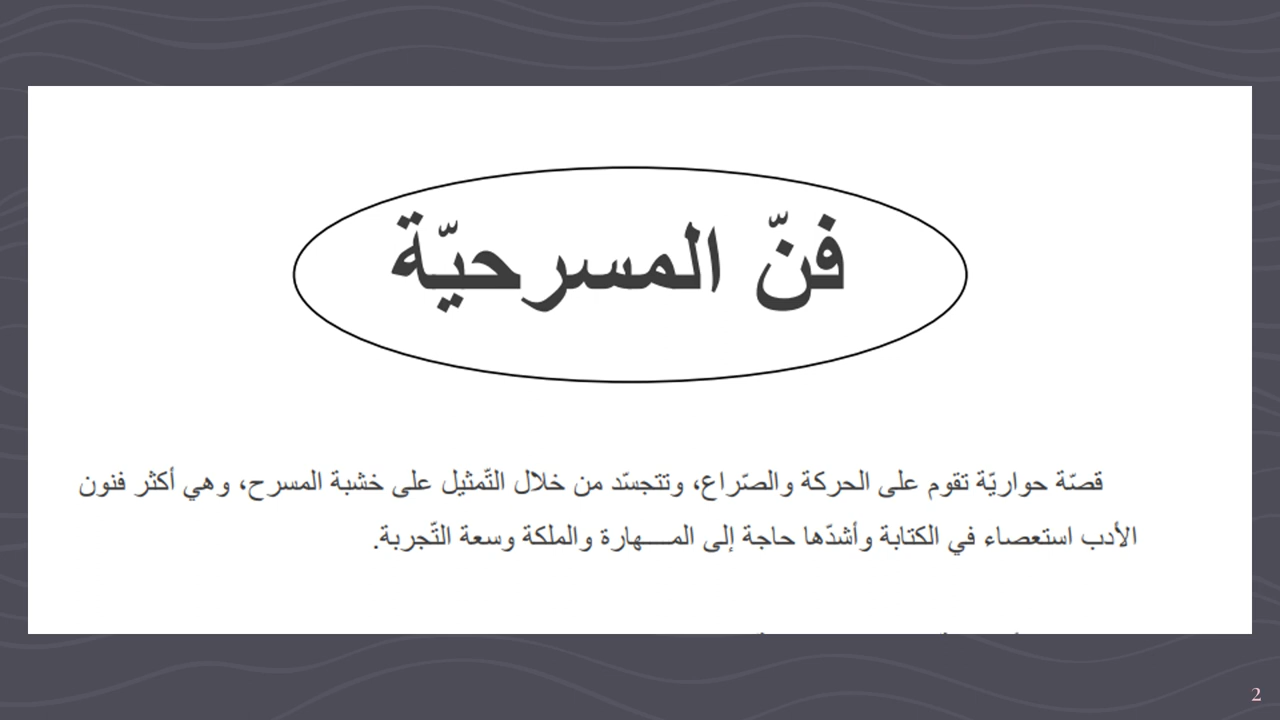 فنّ المسرحيّة
قصّة حواريّة تقوم على الحركة والصّراع، وتتجسّد من خلال التّمثيل على خشبة المسرح، وهي أكثر فنون
الأدب استعصاء في الكتابة وأشدّها حاجة إلى المـــهارة والملكة وسعة التّجربة.
2